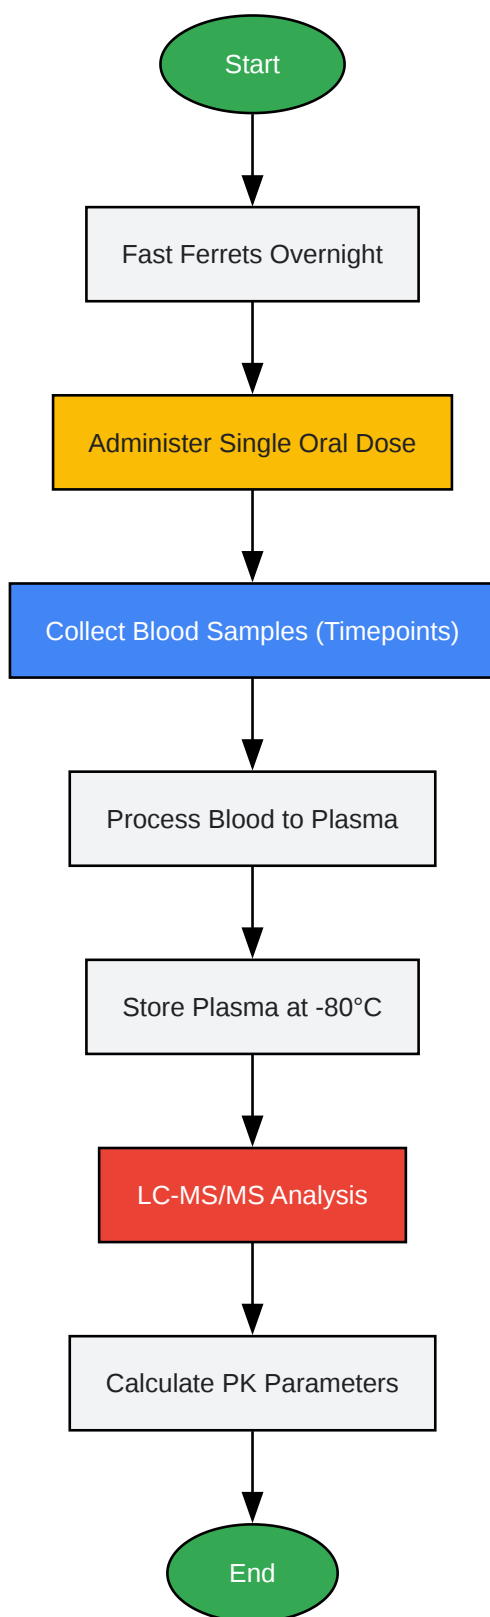 Start
Fast Ferrets Overnight
Administer Single Oral Dose
Collect Blood Samples (Timepoints)
Process Blood to Plasma
Store Plasma at -80°C
LC-MS/MS Analysis
Calculate PK Parameters
End